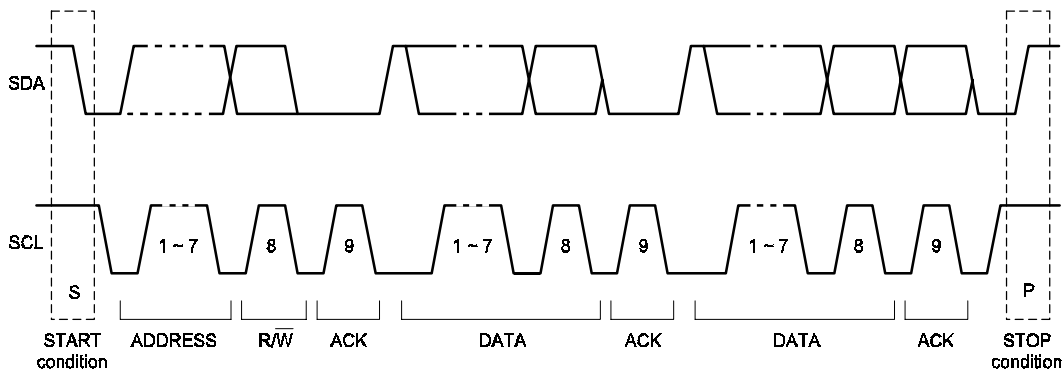 SDA
SCL
1 ~ 7 8 9 1 ~ 7 8 9 1 ~ 7 8 9
S P
START condition
ADDRESS R/W̅ ACK DATA ACK DATA ACK
STOP condition